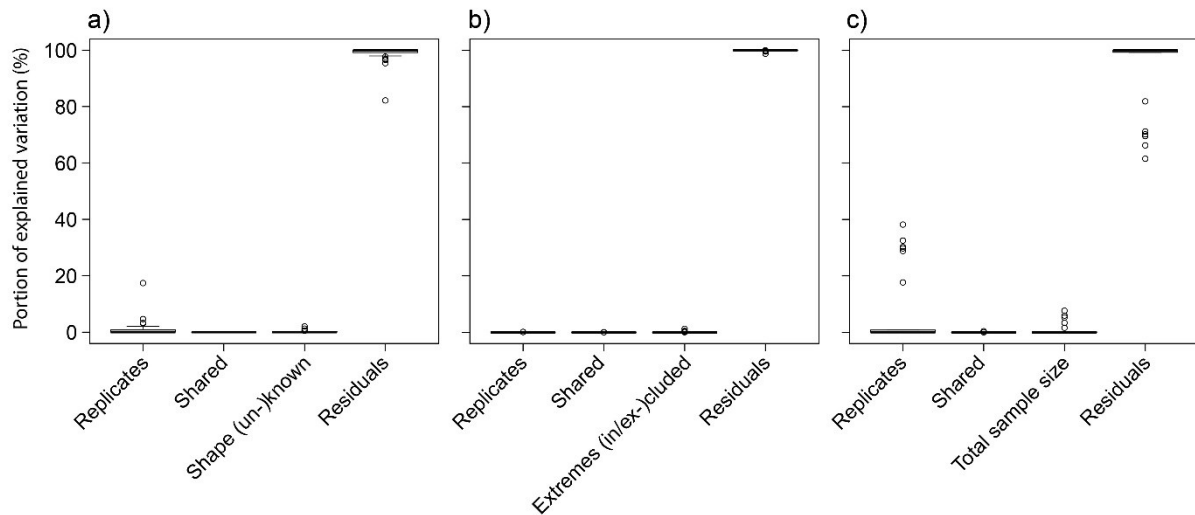 a)
b)
c)
Portion of explained variation (%)
100
80
60
40
20
0
Replicates
Shared
Shape (un-)known
Residuals
Replicates
Shared
Extremes (in/ex-)cluded
Residuals
Replicates
Shared
Total sample size
Residuals